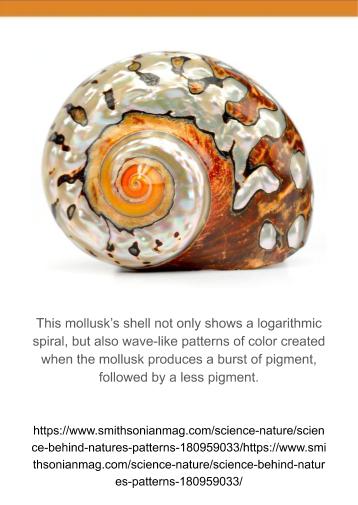 This mollusk's shell not only shows a logarithmic
spiral, but also wave-like patterns of color created
when the mollusk produces a burst of pigment,
followed by a less pigment.
https://www.smithsonianmag.com/science-nature/scien
ce-behind-natures-patterns-180959033/https://www.smi
thsonianmag.com/science-nature/science-behind-natur
es-patterns-180959033/